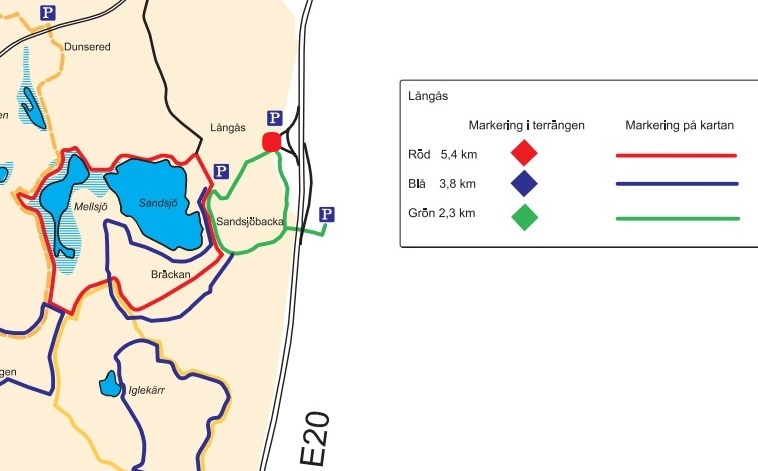 P
Dunsered
en
Långås
P
P
Mellsjö
Sandsjö
Sandsjöbacka
P
Bräckan
gen
Iglekärr
E20
Långås
Markering i terrängen
Markering på kartan
Röd 5,4 km
Blå 3,8 km
Grön 2,3 km